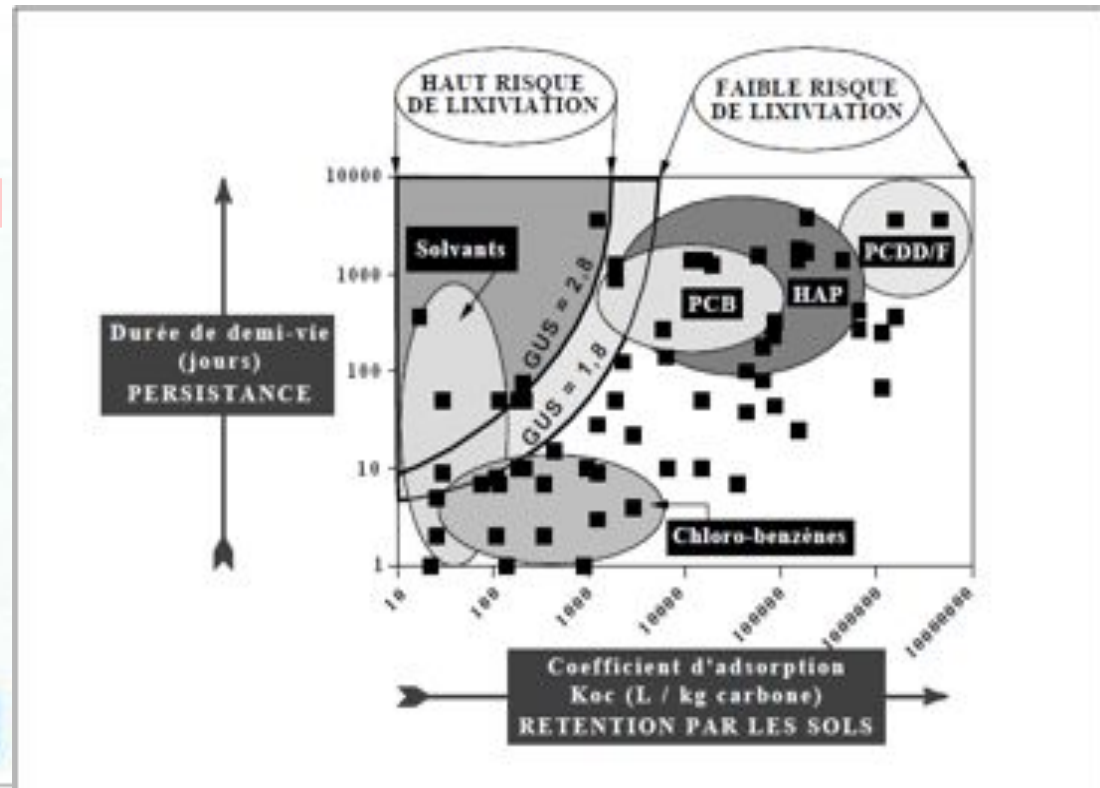 HAUT RISQUE
DE LIXIVIATION
FAIBLE RISQUE
DE LIXIVIATION
10000
1000
100
10
1
Solvants
GUS = 2,8
GUS = 1,8
PCB
HAP
PCDD/F
Chloro-benzènes
Durée de demi-vie
(jours)
PERSISTANCE
10
100
1000
10000
100000
1000000
10000000
Coefficient d'adsorption
Koc (L / kg carbone)
RETENTION PAR LES SOLS